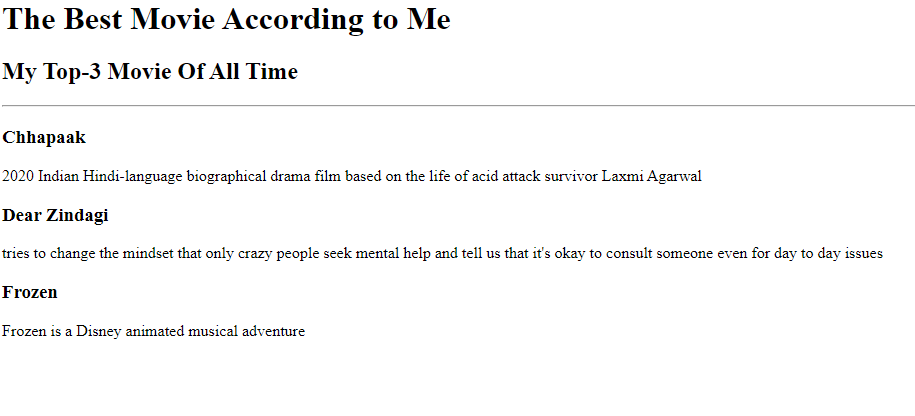 The Best Movie According to Me
My Top-3 Movie Of All Time
Chhapaak
2020 Indian Hindi-language biographical drama film based on the life of acid attack survivor Laxmi Agarwal
Dear Zindagi
tries to change the mindset that only crazy people seek mental help and tell us that it's okay to consult someone even for day to day issues
Frozen
Frozen is a Disney animated musical adventure